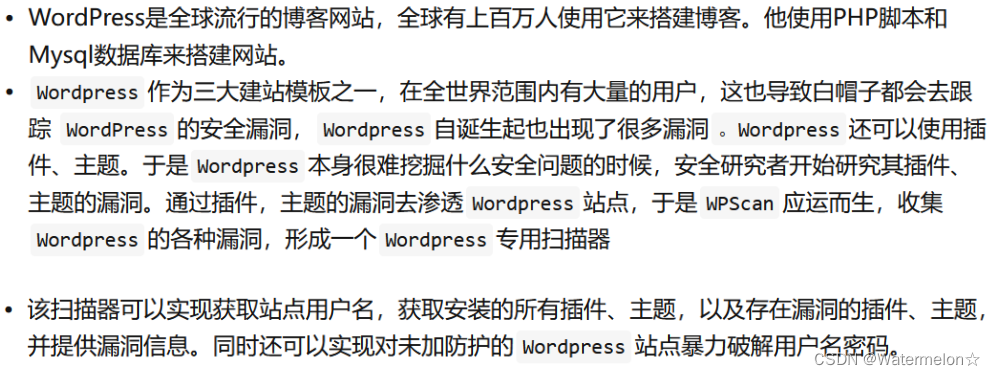 • WordPress是全球流行的博客网站，全球有上百万人使用它来搭建博客。他使用PHP脚本和
Mysql数据库来搭建网站。
• Wordpress 作为三大建站模板之一，在全世界范围内有大量的用户，这也导致白帽子都会去跟
踪 WordPress 的安全漏洞， Wordpress 自诞生起也出现了很多漏洞 。Wordpress 还可以使用插
件、主题。于是 Wordpress 本身很难挖掘什么安全问题的时候，安全研究者开始研究其插件、
主题的漏洞。通过插件，主题的漏洞去渗透 Wordpress 站点，于是 WPScan 应运而生，收集
Wordpress 的各种漏洞，形成一个 Wordpress 专用扫描器
• 该扫描器可以实现获取站点用户名，获取安装的所有插件、主题，以及存在漏洞的插件、主题，
并提供漏洞信息。同时还可以实现对未加防护的 Wordpress 站点暴力破解用户名密码。
CSDN @Watermelon☆